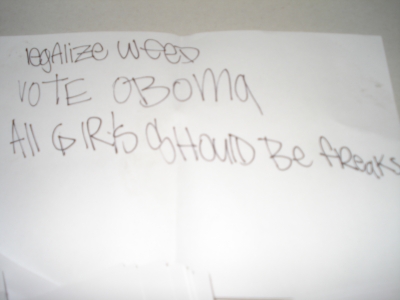 legAlize WeeD
VOTE OBOMA
All GIRls SHOUlD Be fReaks